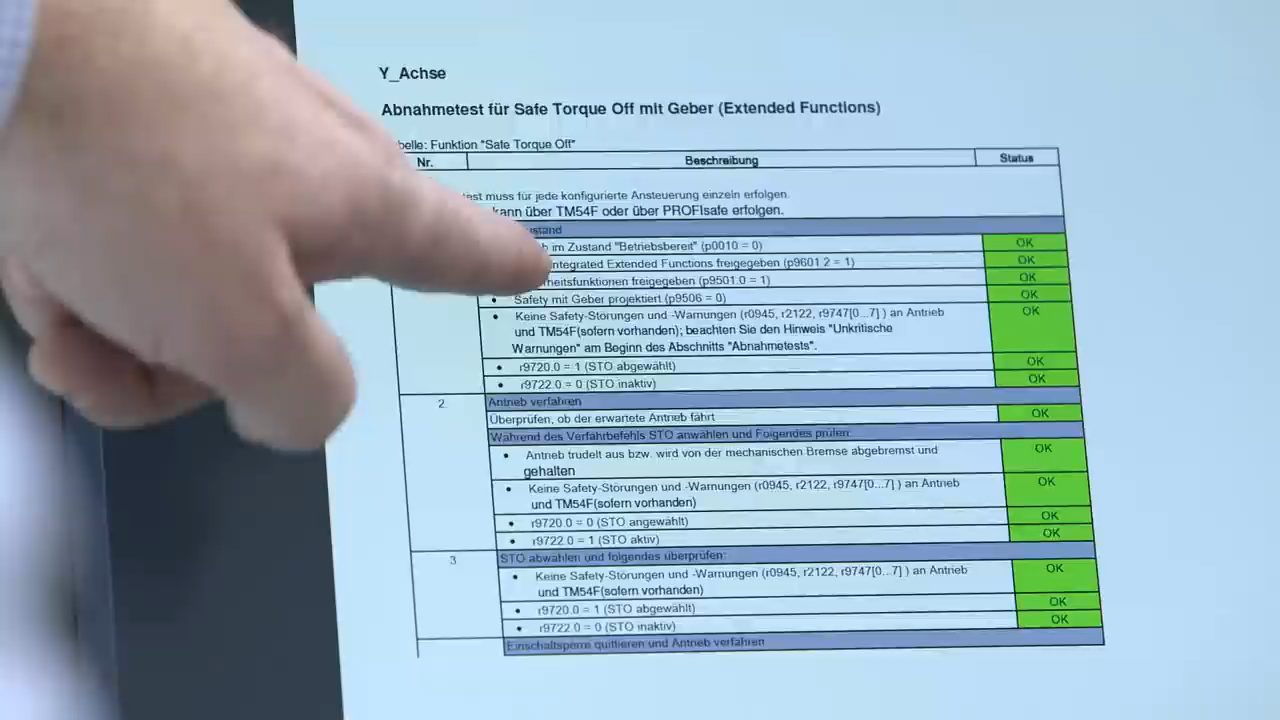 Y_Achse
Abnahmetest für Safe Torque Off mit Geber (Extended Functions)
Funktion "Safe Torque Off"
Nr. Beschreibung Status
muss für jede konfigurierte Ansteuerung einzeln erfolgen.
kann über TM54F oder über PROFIsafe erfolgen.
im Zustand "Betriebsbereit" (p0010 = 0) OK
Integrated Extended Functions freigegeben (p9601.2 = 1) OK
freigegeben (p9501.0 = 1) OK
• Safety mit Geber projektiert (p9506 = 0) OK
• Keine Safety-Störungen und -Warnungen (r0945, r2122, r9747[0...7] ) an Antrieb OK
und TM54F(sofern vorhanden); beachten Sie den Hinweis "Unkritische
Warnungen" am Beginn des Abschnitts "Abnahmetests".
• r9720.0 = 1 (STO abgewählt) OK
• r9722.0 = 0 (STO inaktiv) OK
2. Antrieb verfahren
Überprüfen, ob der erwartete Antrieb fährt OK
Während des Verfahrbefehls STO anwählen und Folgendes prüfen:
• Antrieb trudelt aus bzw. wird von der mechanischen Bremse abgebremst und OK
gehalten
• Keine Safety-Störungen und -Warnungen (r0945, r2122, r9747[0...7] ) an Antrieb OK
und TM54F(sofern vorhanden)
• r9720.0 = 0 (STO angewählt) OK
• r9722.0 = 1 (STO aktiv) OK
3. STO abwählen und folgendes überprüfen:
• Keine Safety-Störungen und -Warnungen (r0945, r2122, r9747[0...7] ) an Antrieb OK
und TM54F(sofern vorhanden)
• r9720.0 = 1 (STO abgewählt) OK
• r9722.0 = 0 (STO inaktiv) OK
Einschaltsperre quittieren und Antrieb verfahren